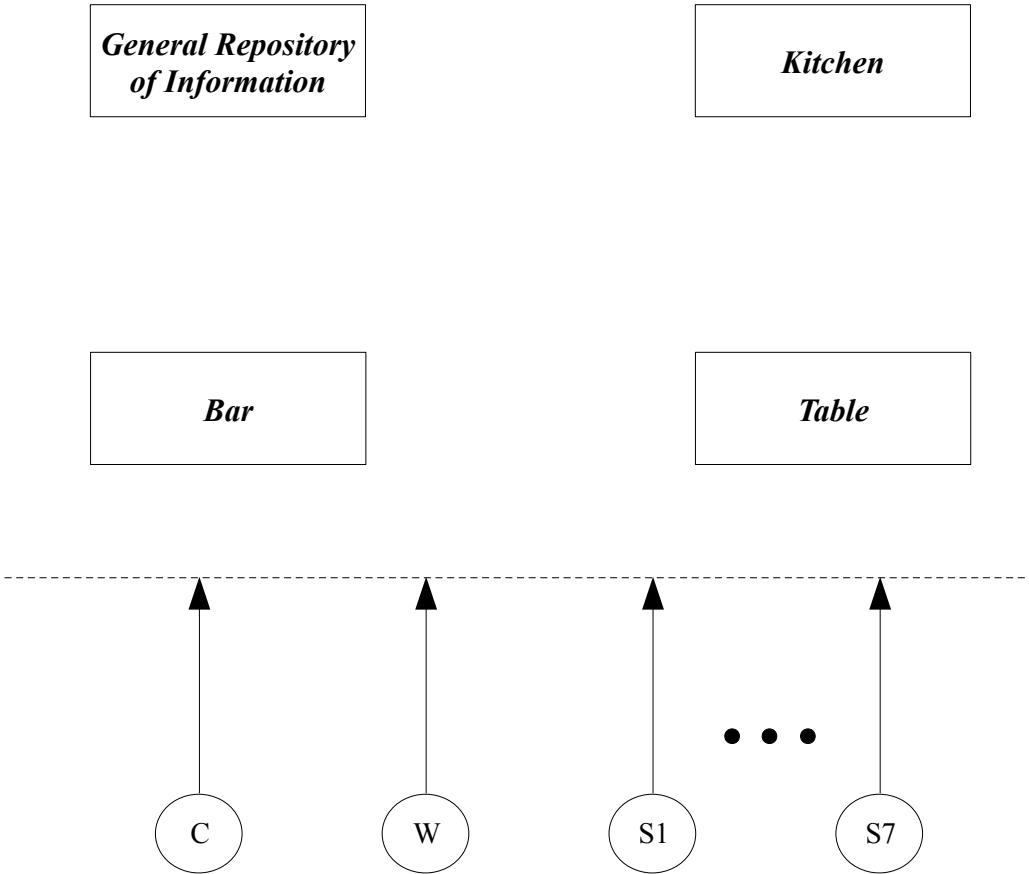 General Repository
of Information
Kitchen
Bar
Table
C
W
S1
S7